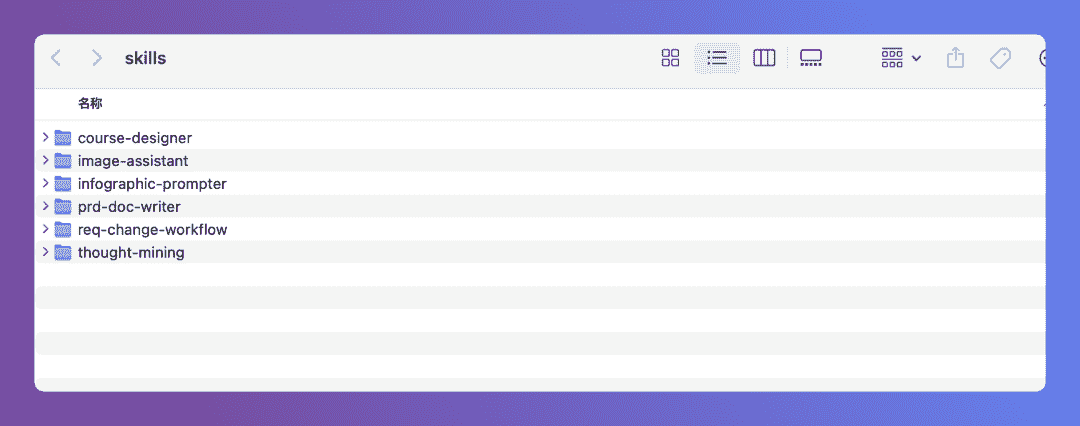 skills
名称
course-designer
image-assistant
infographic-prompter
prd-doc-writer
req-change-workflow
thought-mining